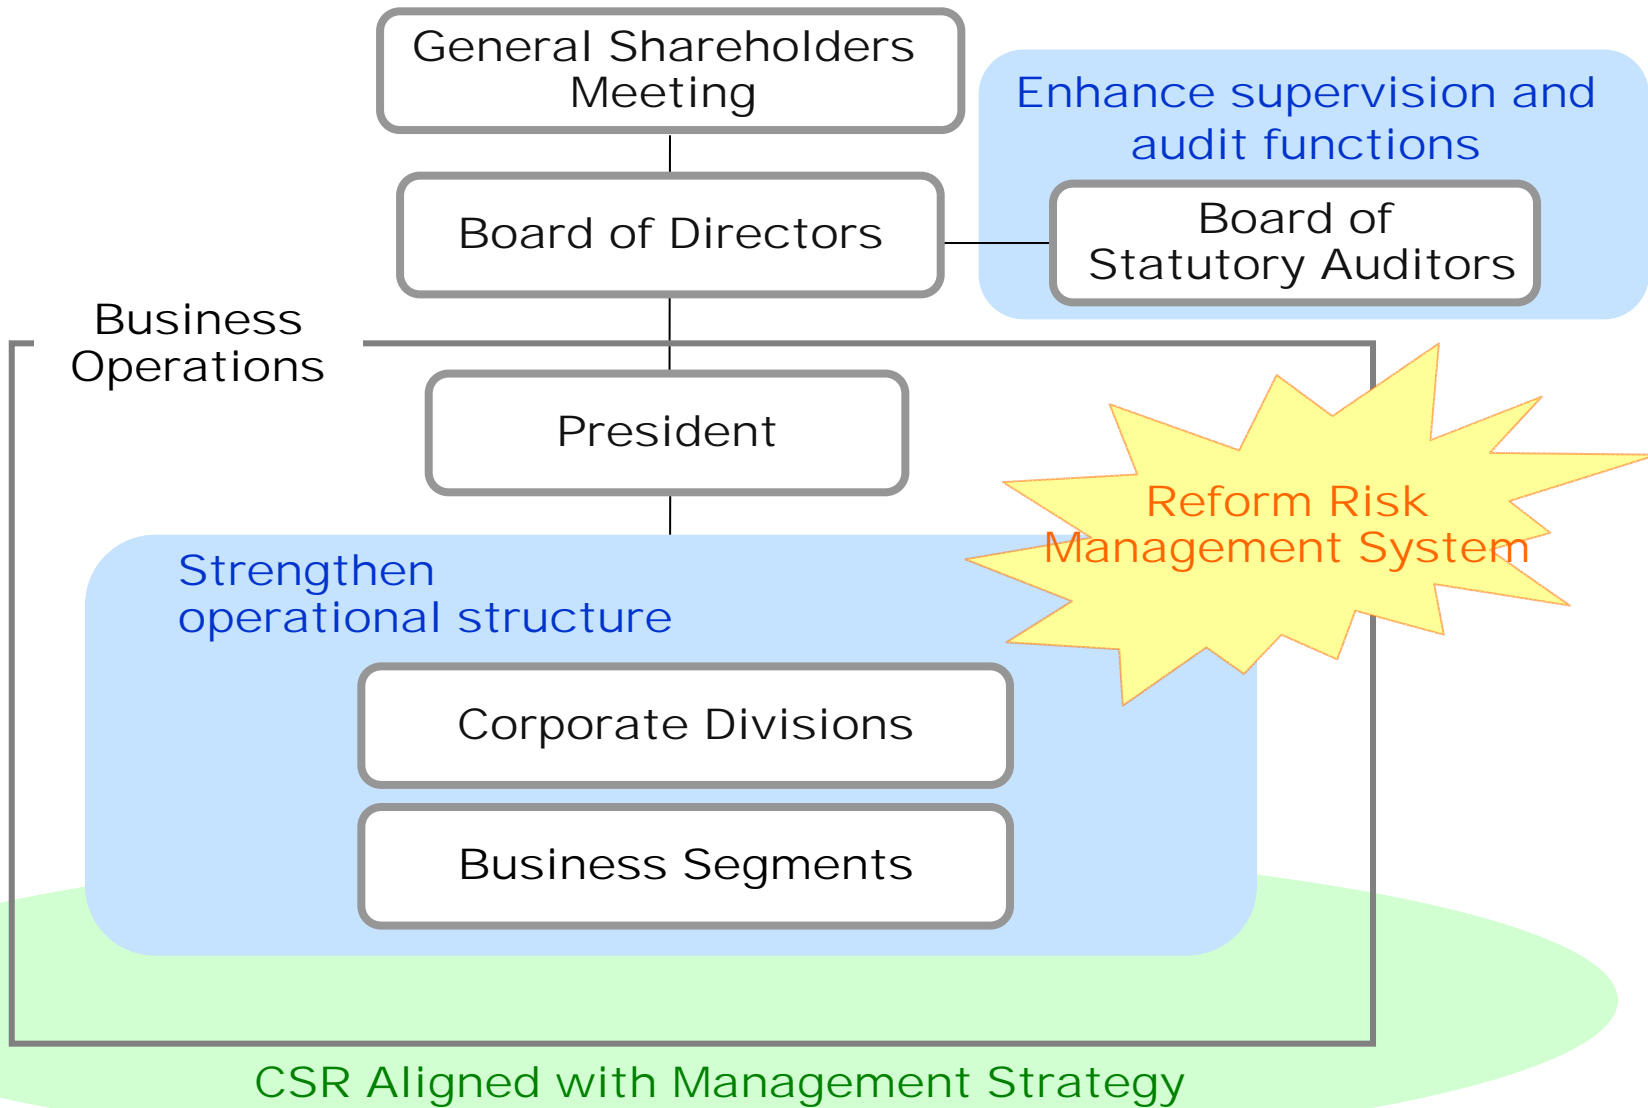 General Shareholders
Meeting
Enhance supervision and
audit functions
Board of Directors
Board of
Statutory Auditors
Business
Operations
President
Reform Risk
Management System
Strengthen
operational structure
Corporate Divisions
Business Segments
CSR Aligned with Management Strategy